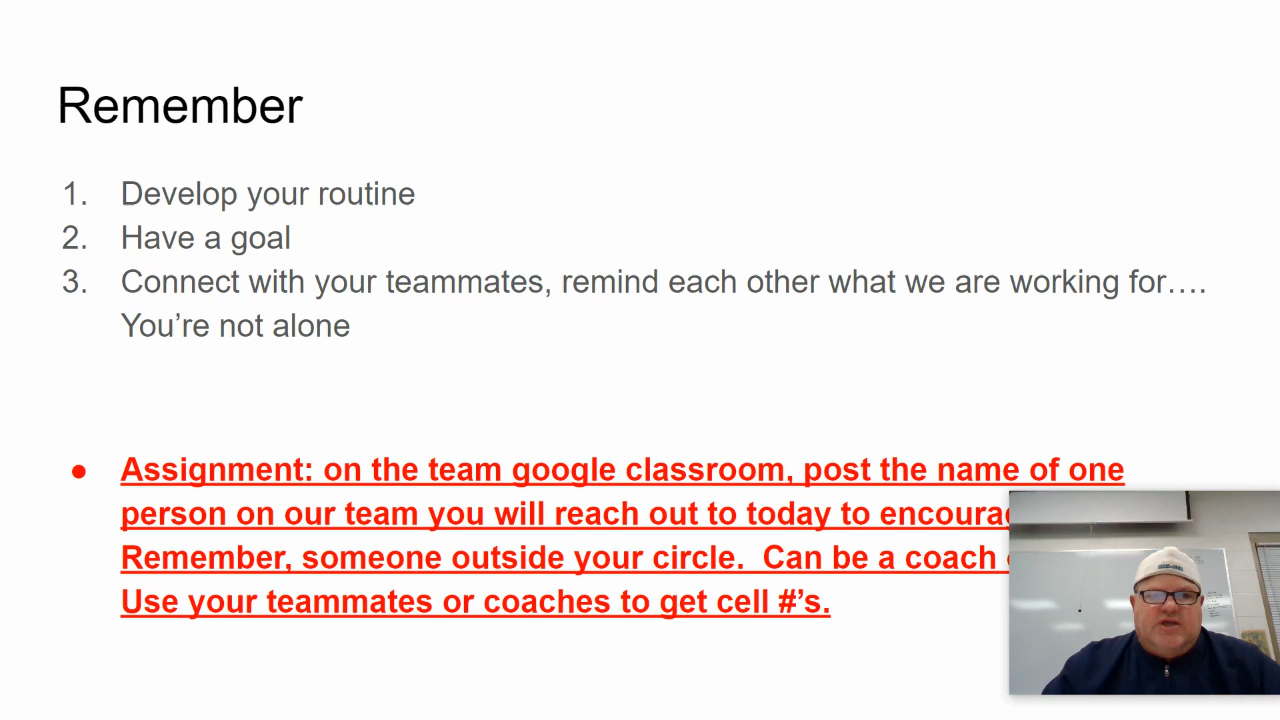 Remember
1. Develop your routine
2. Have a goal
3. Connect with your teammates, remind each other what we are working for….
You’re not alone
● Assignment: on the team google classroom, post the name of one
person on our team you will reach out to today to
Remember, someone outside your circle.  Can be a coach
Use your teammates or coaches to get cell #’s.